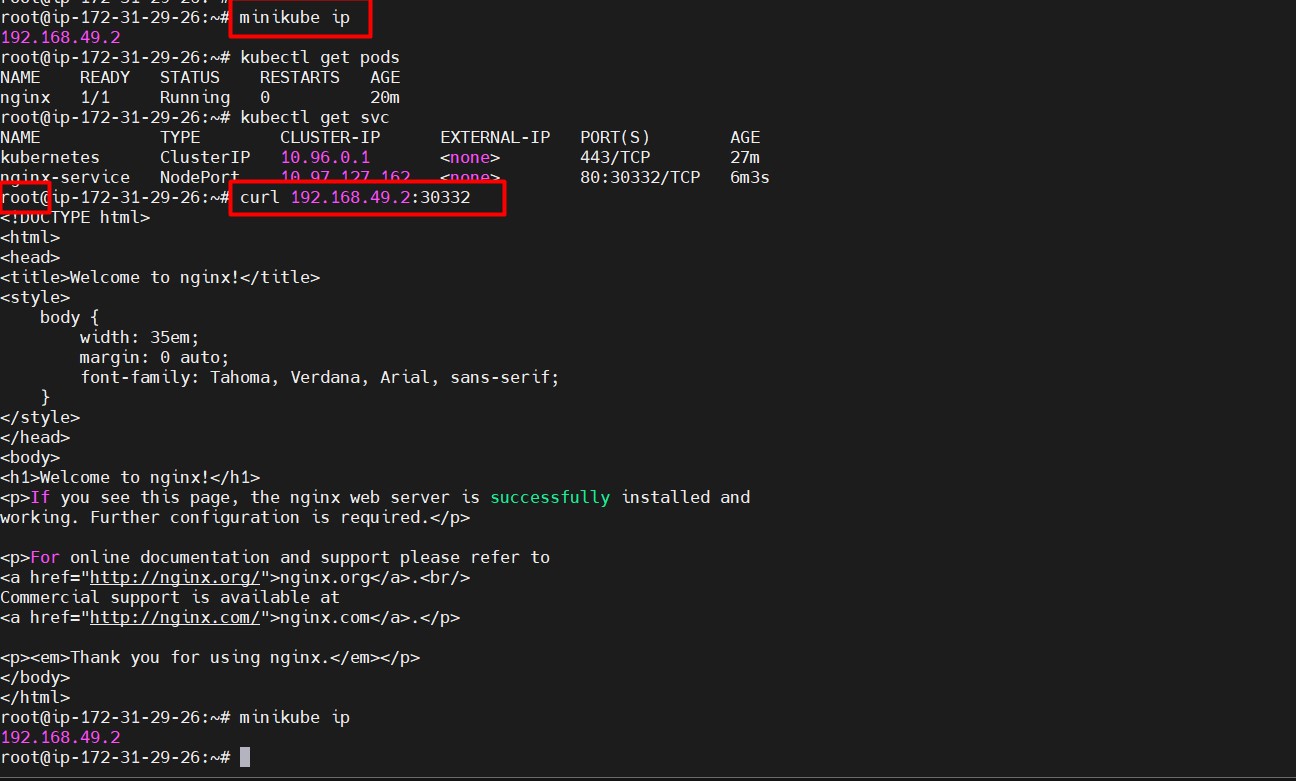 root@ip-172-31-29-26:~# minikube ip
192.168.49.2
root@ip-172-31-29-26:~# kubectl get pods
NAME    READY   STATUS    RESTARTS   AGE
nginx   1/1     Running   0          20m
root@ip-172-31-29-26:~# kubectl get svc
NAME            TYPE        CLUSTER-IP      EXTERNAL-IP   PORT(S)        AGE
kubernetes      ClusterIP   10.96.0.1       <none>        443/TCP        27m
nginx-service   NodePort    10.97.127.162   <none>        80:30332/TCP   6m3s
root@ip-172-31-29-26:~# curl 192.168.49.2:30332
<!DOCTYPE html>
<html>
<head>
<title>Welcome to nginx!</title>
<style>
    body {
        width: 35em;
        margin: 0 auto;
        font-family: Tahoma, Verdana, Arial, sans-serif;
    }
</style>
</head>
<body>
<h1>Welcome to nginx!</h1>
<p>If you see this page, the nginx web server is successfully installed and
working. Further configuration is required.</p>

<p>For online documentation and support please refer to
<a href="http://nginx.org/">nginx.org</a>.<br/>
Commercial support is available at
<a href="http://nginx.com/">nginx.com</a>.</p>

<p><em>Thank you for using nginx.</em></p>
</body>
</html>
root@ip-172-31-29-26:~# minikube ip
192.168.49.2
root@ip-172-31-29-26:~#